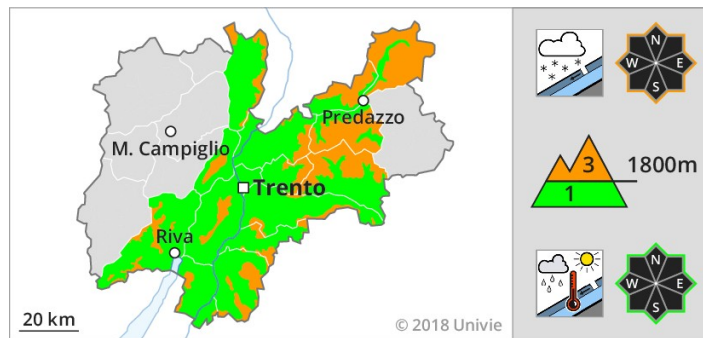 M. Campiglio
Predazzo
Trento
Riva
20 km
© 2018 Univie
N
W E
S
3
1800m
1
N
W E
S